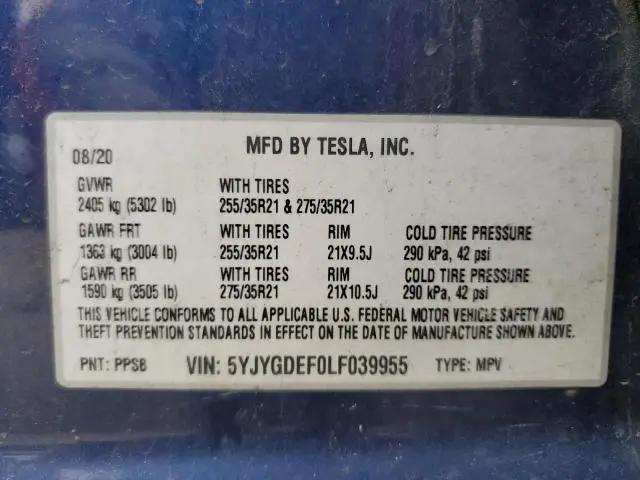 08/20 MFD BY TESLA, INC.
GVWR WITH TIRES
2405 kg (5302 lb) 255/35R21 & 275/35R21
GAWR FRT WITH TIRES RIM COLD TIRE PRESSURE
1363 kg (3004 lb) 255/35R21 21X9.5J 290 kPa, 42 psi
GAWR RR WITH TIRES RIM COLD TIRE PRESSURE
1590 kg (3505 lb) 275/35R21 21X10.5J 290 kPa, 42 psi
THIS VEHICLE CONFORMS TO ALL APPLICABLE U.S. FEDERAL MOTOR VEHICLE SAFETY AND
THEFT PREVENTION STANDARDS IN EFFECT ON THE DATE OF MANUFACTURE SHOWN ABOVE.
PNT: PPSB VIN: 5YJYGDEF0LF039955 TYPE: MPV